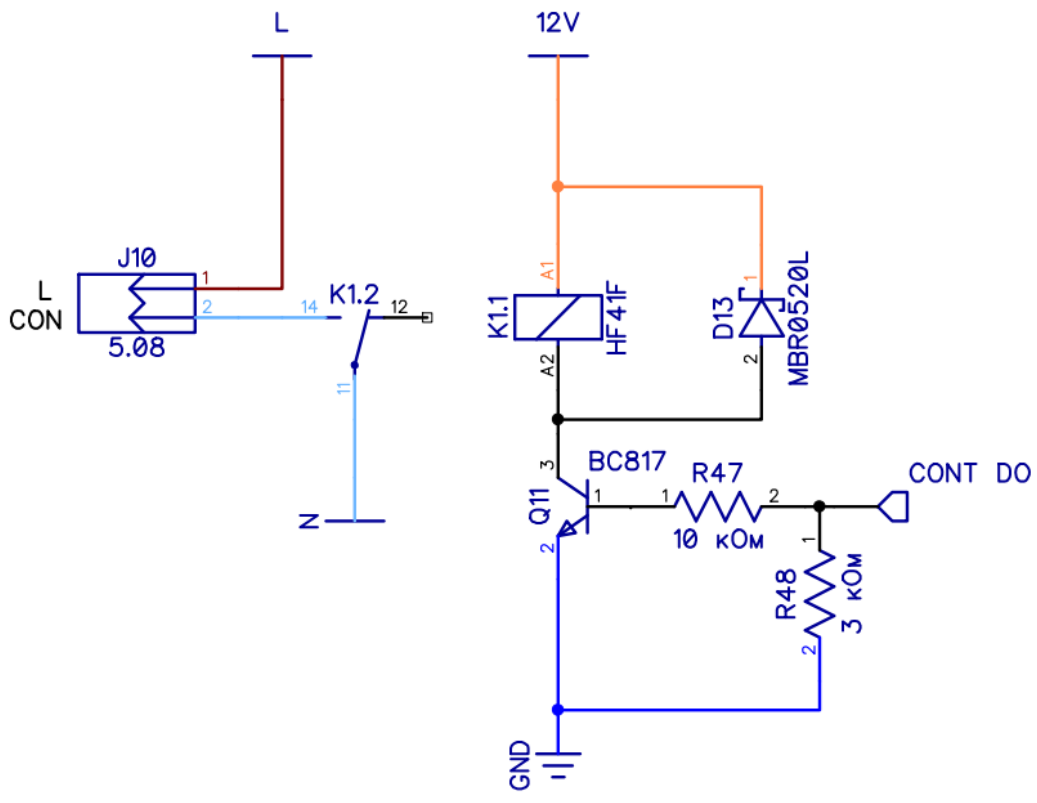 L
12V
J10
1
2
L
CON
5.08
14
K1.2
12
11
N
A1
K1.1
HF41F
A2
1
D13
MBR0520L
2
3
BC817
Q11
1
2
1
R47
2
10 кОм
CONT DO
1
R48
3 кОм
2
GND